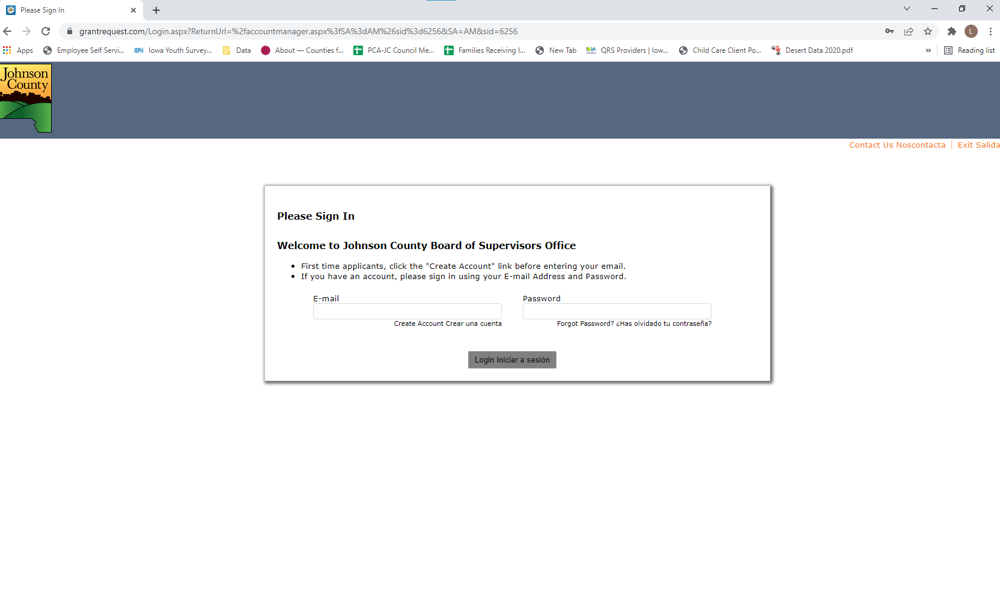 Please Sign In
grantrequest.com/Login.aspx?ReturnUrl=%2faccountmanager.aspx%3fSA%3dAM%26sid%3d6256&SA=AM&sid=6256
L
Apps Employee Self Servi... IDPH Iowa Youth Survey... Data About — Counties f... PCA-JC Council Me... Families Receiving I... New Tab QRS Providers | Iow... Child Care Client Po... Desert Data 2020.pdf » Reading list
Johnson
County
Contact Us Noscontacta | Exit Salida
Please Sign In
Welcome to Johnson County Board of Supervisors Office
• First time applicants, click the "Create Account" link before entering your email.
• If you have an account, please sign in using your E-mail Address and Password.
E-mail Password
Create Account Crear una cuenta Forgot Password? ¿Has olvidado tu contraseña?
Login Iniciar a sesión